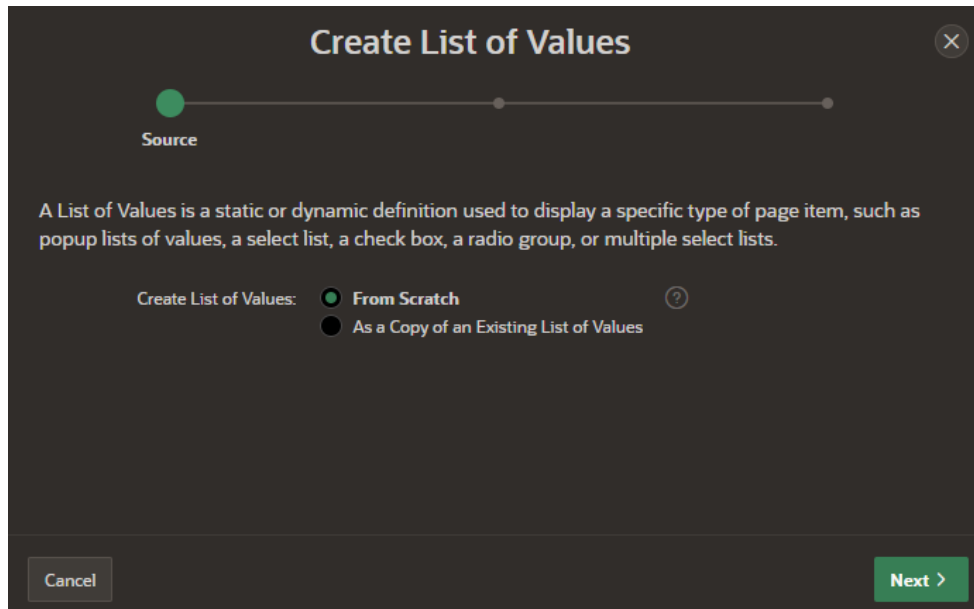 Create List of Values
Source
A List of Values is a static or dynamic definition used to display a specific type of page item, such as
popup lists of values, a select list, a check box, a radio group, or multiple select lists.
Create List of Values:
From Scratch
As a Copy of an Existing List of Values
Cancel
Next